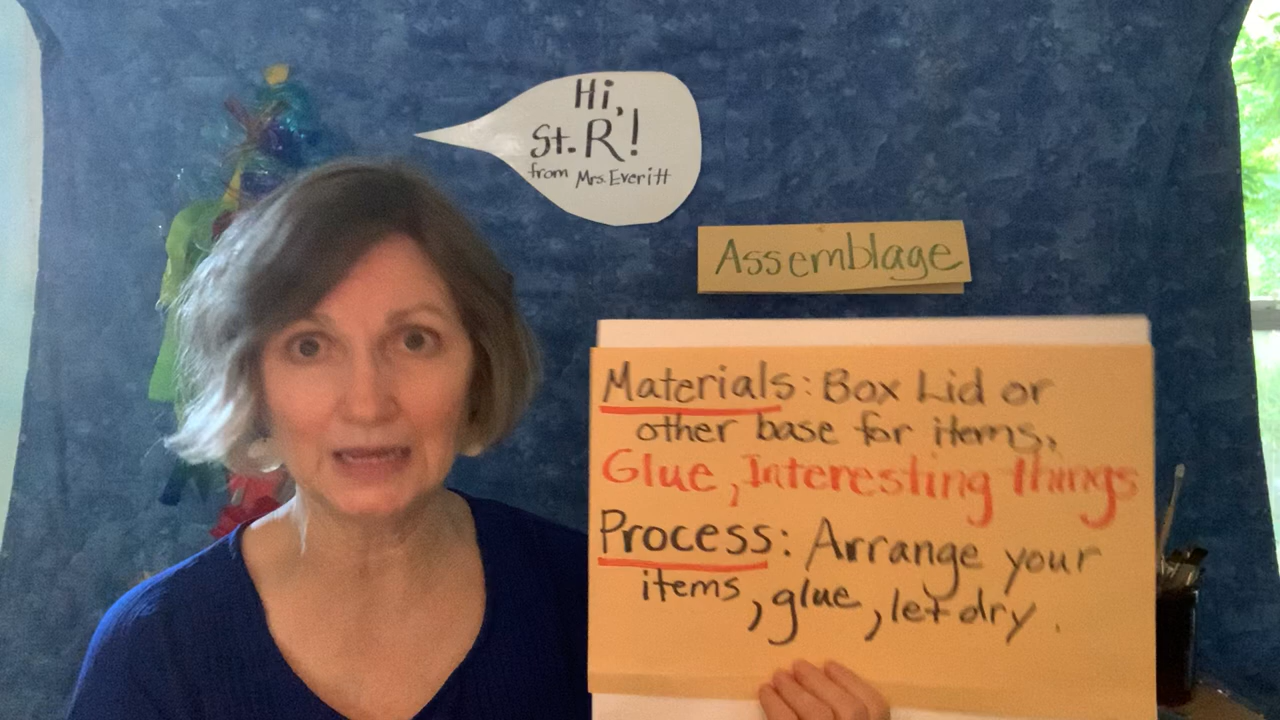 Hi,
St. R!
from Mrs. Everitt
Assemblage
Materials: Box Lid or
other base for items,
Glue, Interesting things
Process: Arrange your
items, glue, let dry.